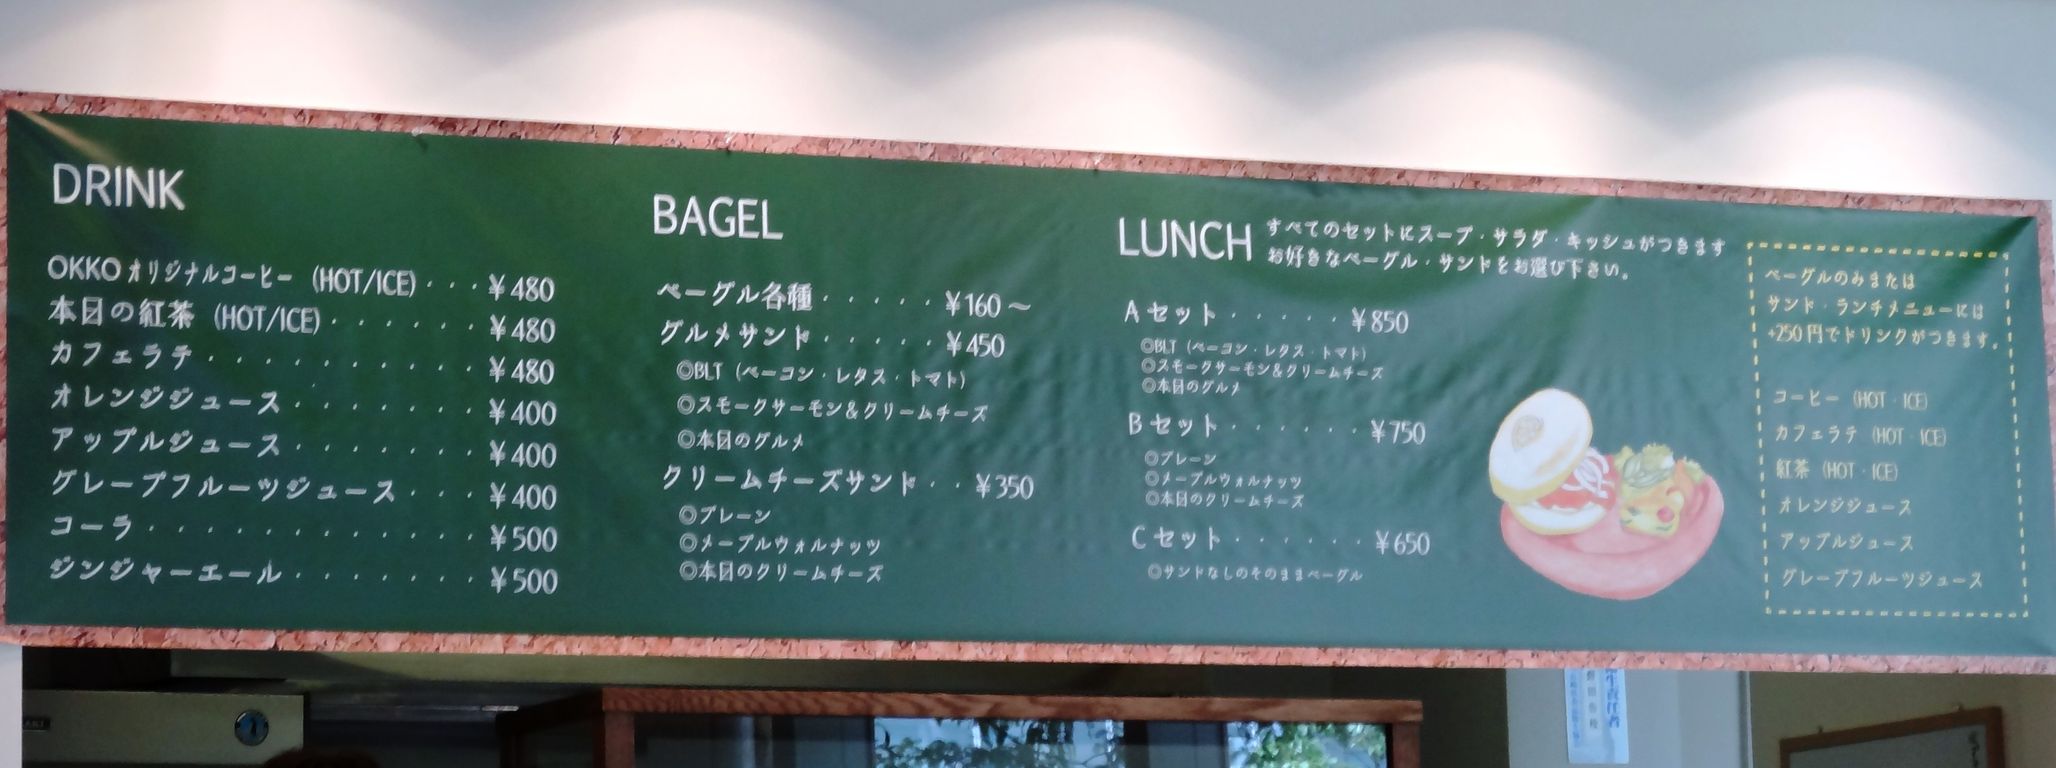 DRINK
OKKO オリジナルコーヒー (HOT/ICE)・・・¥480
本日の紅茶 (HOT/ICE)・・・・・・¥480
カフェラテ・・・・・・・・・・¥480
オレンジジュース・・・・・・・¥400
アップルジュース・・・・・・・¥400
グレープフルーツジュース・・・¥400
コーラ・・・・・・・・・・・・¥500
ジンジャーエール・・・・・・・¥500
BAGEL
ベーグル各種・・・・・¥160～
グルメサンド・・・・・¥450
◎BLT (ベーコン・レタス・トマト)
◎スモークサーモン＆クリームチーズ
◎本日のグルメ
クリームチーズサンド・・¥350
◎プレーン
◎メープルウォルナッツ
◎本日のクリームチーズ
LUNCH
すべてのセットにスープ・サラダ・キッシュがつきます
お好きなベーグル・サンドをお選び下さい。
Aセット・・・・・¥850
◎BLT (ベーコン・レタス・トマト)
◎スモークサーモン＆クリームチーズ
◎本日のグルメ
Bセット・・・・・・¥750
◎プレーン
◎メープルウォルナッツ
◎本日のクリームチーズ
Cセット・・・・・・¥650
◎サンドなしのそのままベーグル
ベーグルのみまたは
サンド・ランチメニューには
+250円でドリンクがつきます。
コーヒー (HOT・ICE)
カフェラテ (HOT・ICE)
紅茶 (HOT・ICE)
オレンジジュース
アップルジュース
グレープフルーツジュース